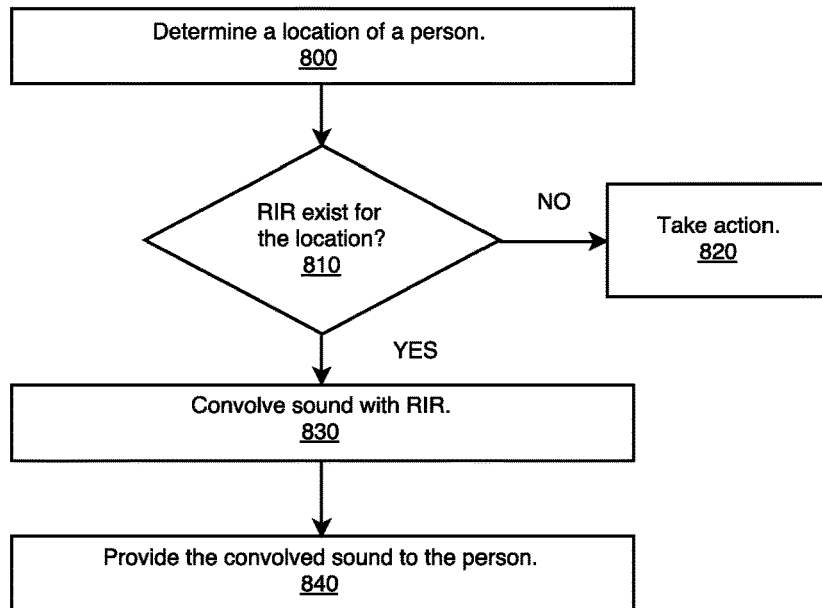 Determine a location of a person.
800
RIR exist for
the location?
810
NO
Take action.
820
YES
Convolve sound with RIR.
830
Provide the convolved sound to the person.
840